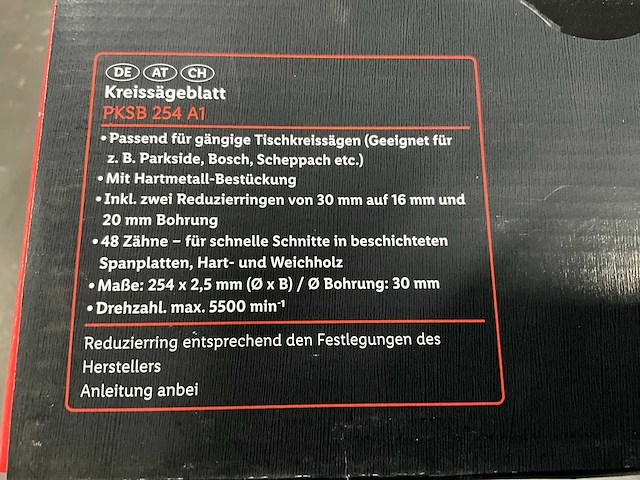 DE AT CH
Kreissägeblatt
PKSB 254 A1
• Passend für gängige Tischkreissägen (Geeignet für
z. B. Parkside, Bosch, Scheppach etc.)
• Mit Hartmetall-Bestückung
• Inkl. zwei Reduzierringen von 30 mm auf 16 mm und
20 mm Bohrung
• 48 Zähne – für schnelle Schnitte in beschichteten
Spanplatten, Hart- und Weichholz
• Maße: 254 x 2,5 mm (Ø x B) / Ø Bohrung: 30 mm
• Drehzahl. max. 5500 min⁻¹
Reduzierring entsprechend den Festlegungen des
Herstellers
Anleitung anbei